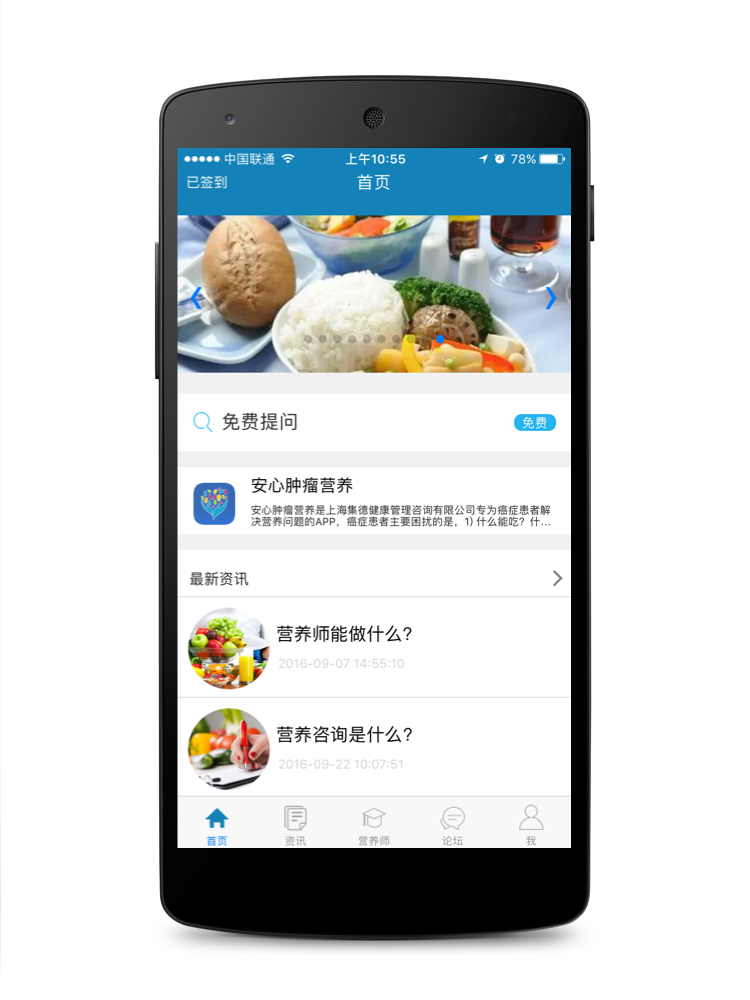 中国联通 上午10:55 78%
已签到 首页
免费提问 免费
安心肿瘤营养
安心肿瘤营养是上海集德健康管理咨询有限公司专为癌症患者解
决营养问题的APP，癌症患者主要困扰的是，1) 什么能吃？什...
最新资讯
营养师能做什么?
2016-09-07 14:55:10
营养咨询是什么?
2016-09-22 10:07:51
首页 资讯 营养师 论坛 我